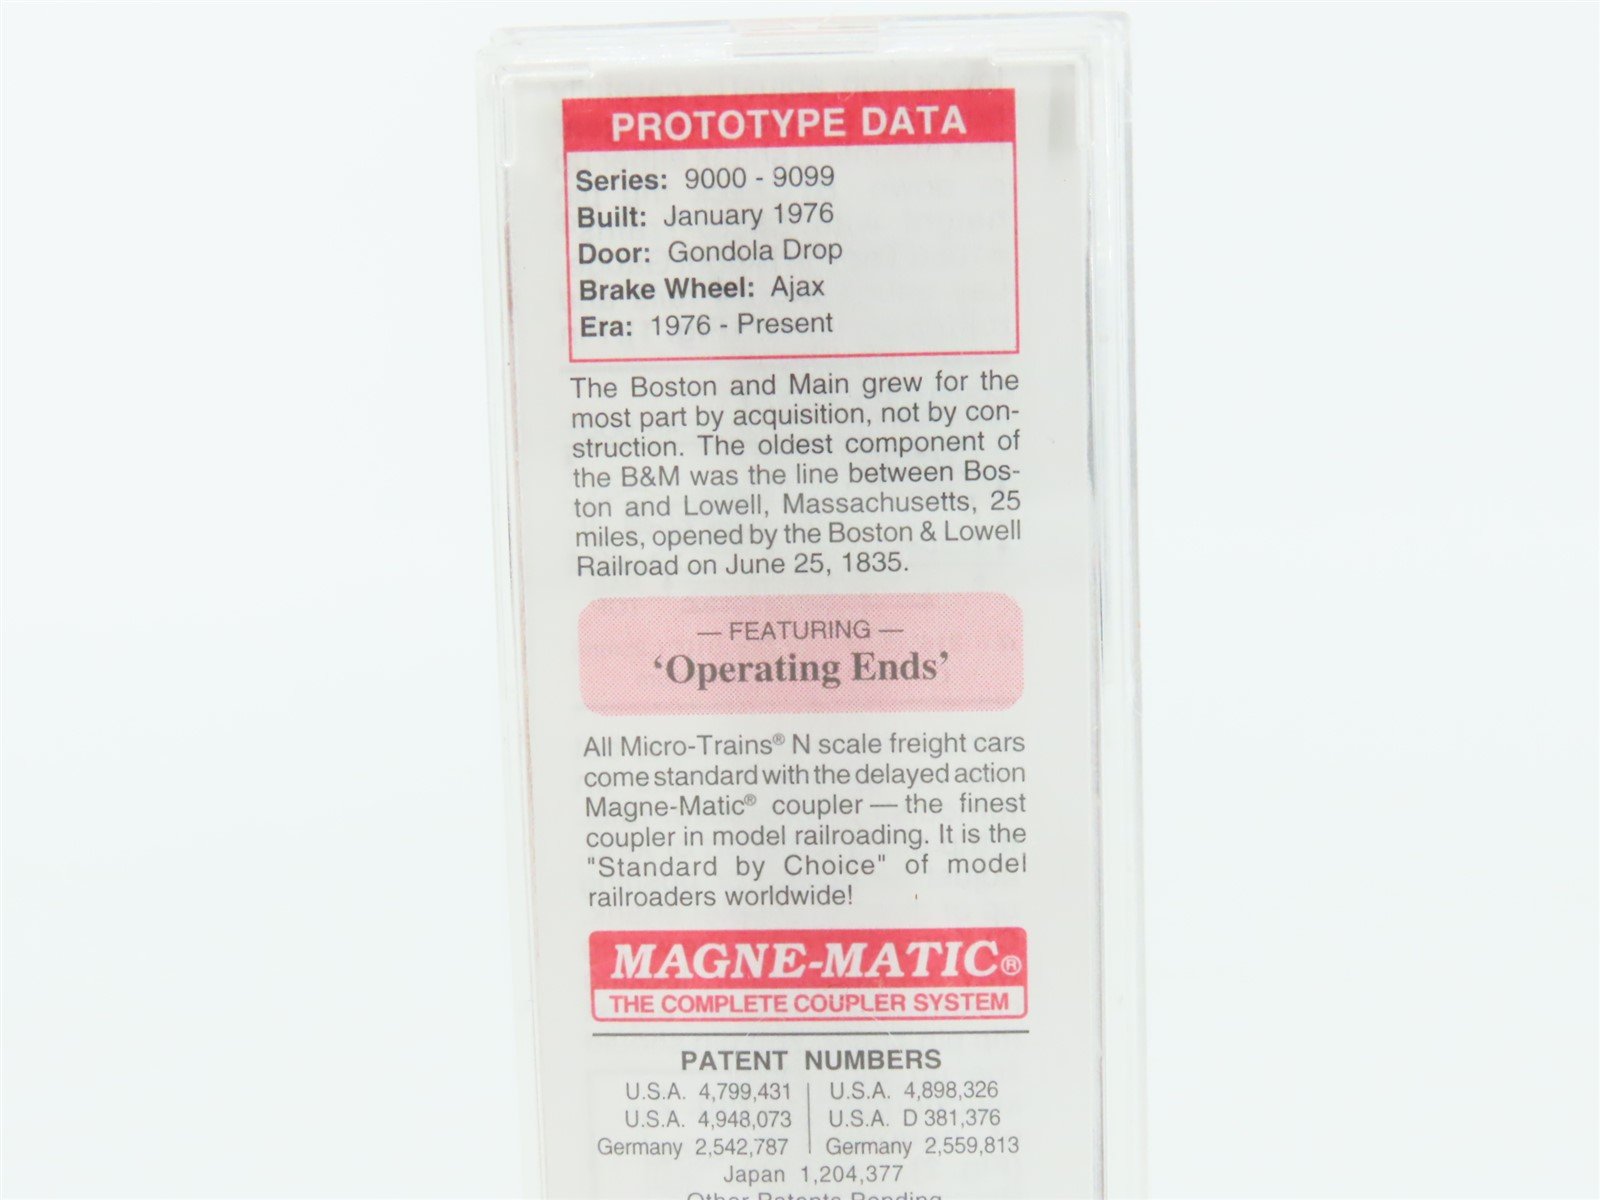 PROTOTYPE DATA
Series: 9000 - 9099
Built: January 1976
Door: Gondola Drop
Brake Wheel: Ajax
Era: 1976 - Present
The Boston and Main grew for the
most part by acquisition, not by con-
struction. The oldest component of
the B&M was the line between Bos-
ton and Lowell, Massachusetts, 25
miles, opened by the Boston & Lowell
Railroad on June 25, 1835.
— FEATURING —
‘Operating Ends’
All Micro-Trains® N scale freight cars
come standard with the delayed action
Magne-Matic® coupler — the finest
coupler in model railroading. It is the
"Standard by Choice" of model
railroaders worldwide!
MAGNE-MATIC®
THE COMPLETE COUPLER SYSTEM
PATENT NUMBERS
U.S.A. 4,799,431 | U.S.A. 4,898,326
U.S.A. 4,948,073 | U.S.A. D 381,376
Germany 2,542,787 | Germany 2,559,813
Japan 1,204,377
Other Patents Pending